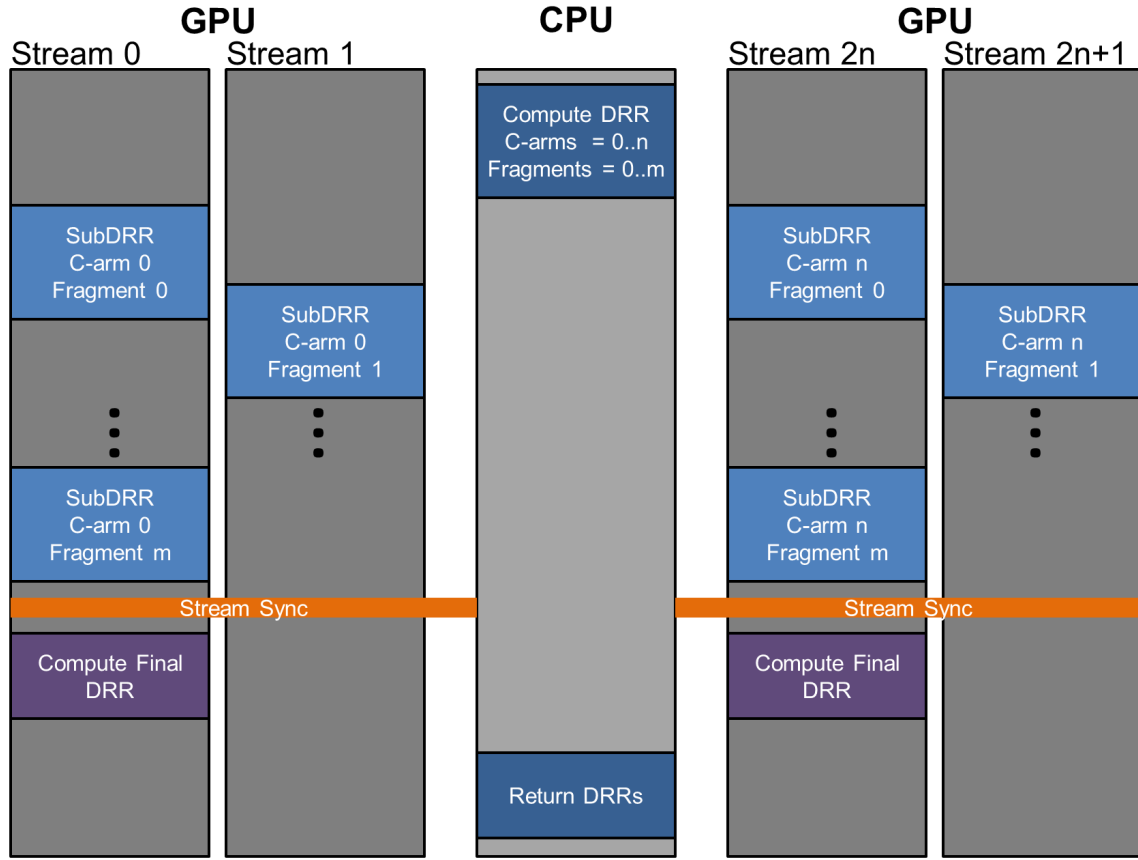 GPU
CPU
GPU
Stream 0
Stream 1
Stream 2n
Stream 2n+1
Compute DRR
C-arms = 0..n
Fragments = 0..m
SubDRR
C-arm 0
Fragment 0
SubDRR
C-arm 0
Fragment 1
SubDRR
C-arm n
Fragment 0
SubDRR
C-arm n
Fragment 1
SubDRR
C-arm 0
Fragment m
SubDRR
C-arm n
Fragment m
Stream Sync
Stream Sync
Compute Final
DRR
Compute Final
DRR
Return DRRs